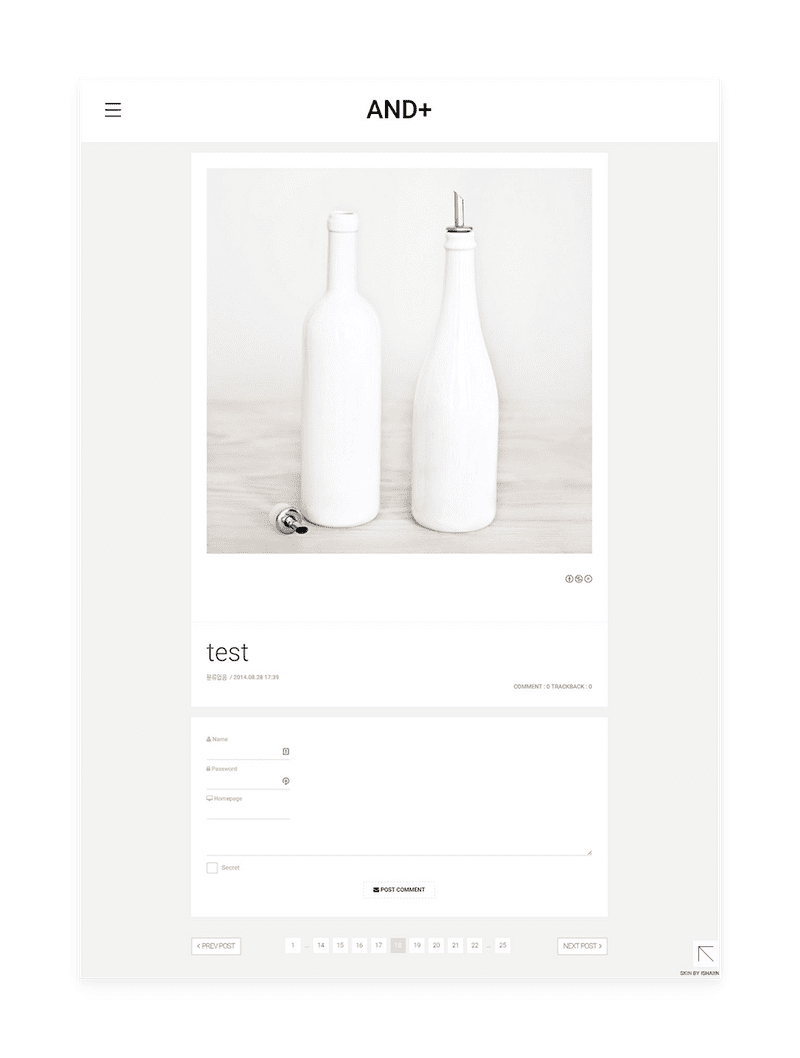 AND+
test
분류없음 / 2014.08.28 17:39
COMMENT : 0 TRACKBACK : 0
Name
Password
Homepage
Secret
POST COMMENT
< PREV POST
1 ... 14 15 16 17 18 19 20 21 22 ... 25
NEXT POST >
SKIN BY ISHAIIN